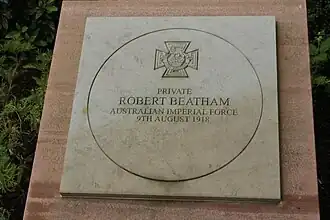 PRIVATE
ROBERT BEATHAM
AUSTRALIAN IMPERIAL FORCE
9TH AUGUST 1918